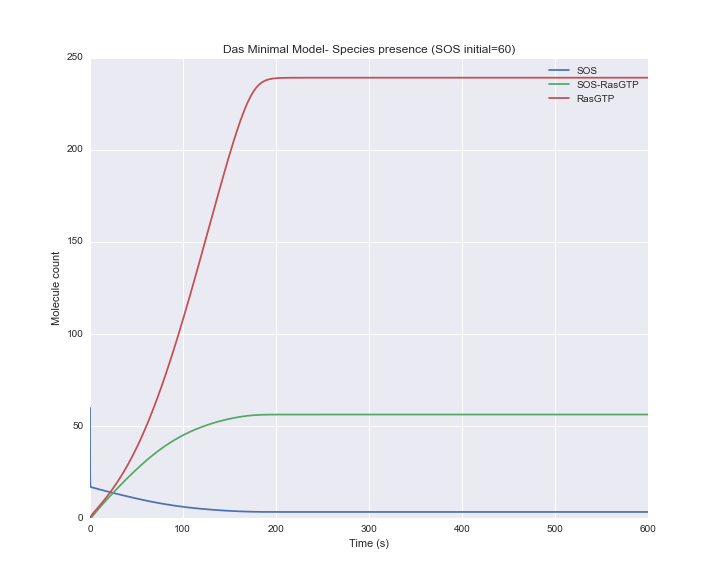 Das Minimal Model- Species presence (SOS initial=60)
250
200
150
100
50
0
Molecule count
SOS
SOS-RasGTP
RasGTP
0 100 200 300 400 500 600
Time (s)